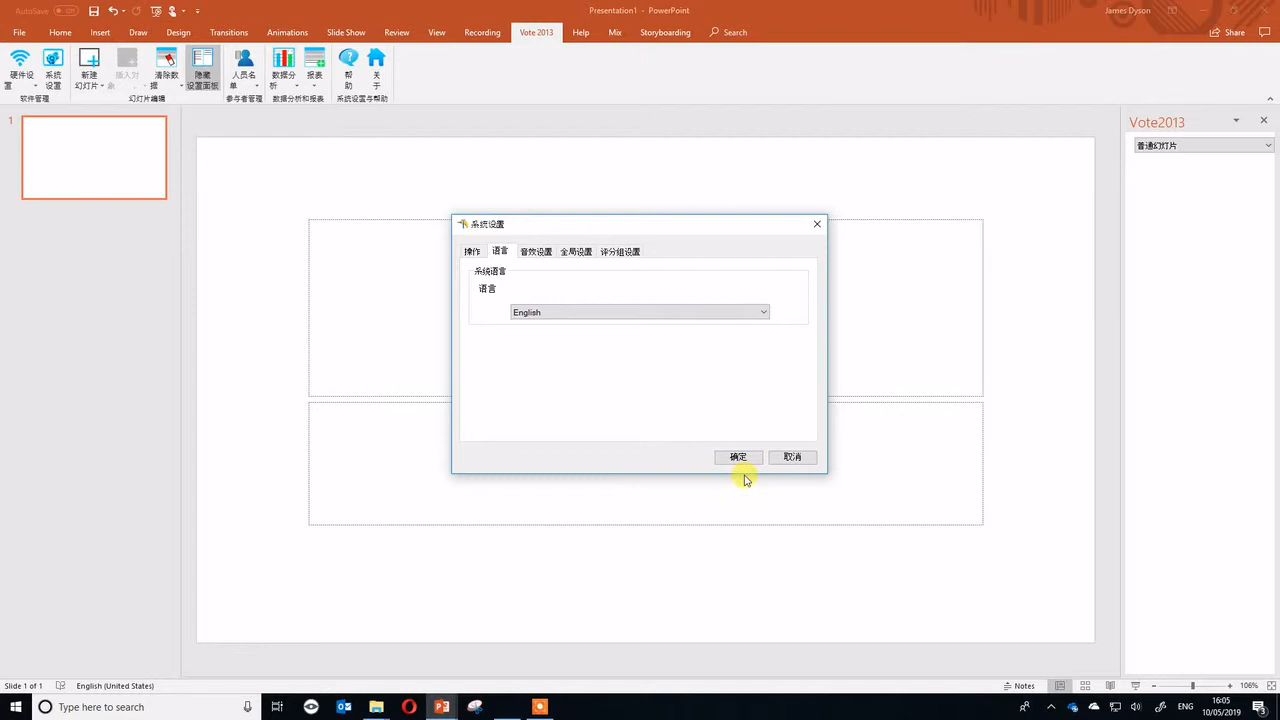 AutoSave Off
Presentation1 - PowerPoint
James Dyson
File Home Insert Draw Design Transitions Animations Slide Show Review View Recording Vote 2013 Help Mix Storyboarding Search Share
硬件设置
系统设置
新建幻灯片
插入对象
清除数据
隐藏设置面板
人员名单
数据分析
报表
帮助
关于
软件管理 幻灯片编辑 参与者管理 数据分析和报表 系统设置与帮助
1
Vote2013
普通幻灯片
系统设置
操作 语言 音效设置 全局设置 评分组设置
系统语言
语言
English
确定 取消
Slide 1 of 1 English (United States) Notes 106%
Type here to search
ENG
16:05
10/05/2019
3